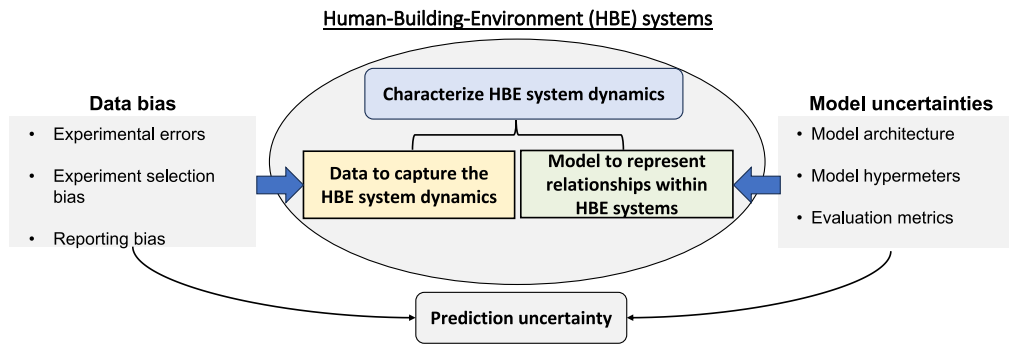 Human-Building-Environment (HBE) systems
Characterize HBE system dynamics
Data bias
• Experimental errors
• Experiment selection
bias
• Reporting bias
Data to capture the
HBE system dynamics
Model to represent
relationships within
HBE systems
Model uncertainties
• Model architecture
• Model hypermeters
• Evaluation metrics
Prediction uncertainty